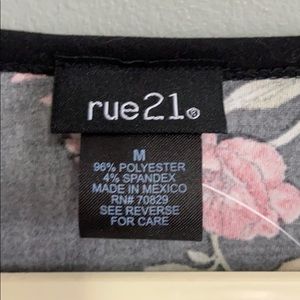 rue21®
M
96% POLYESTER
4% SPANDEX
MADE IN MEXICO
RN# 70829
SEE REVERSE
FOR CARE